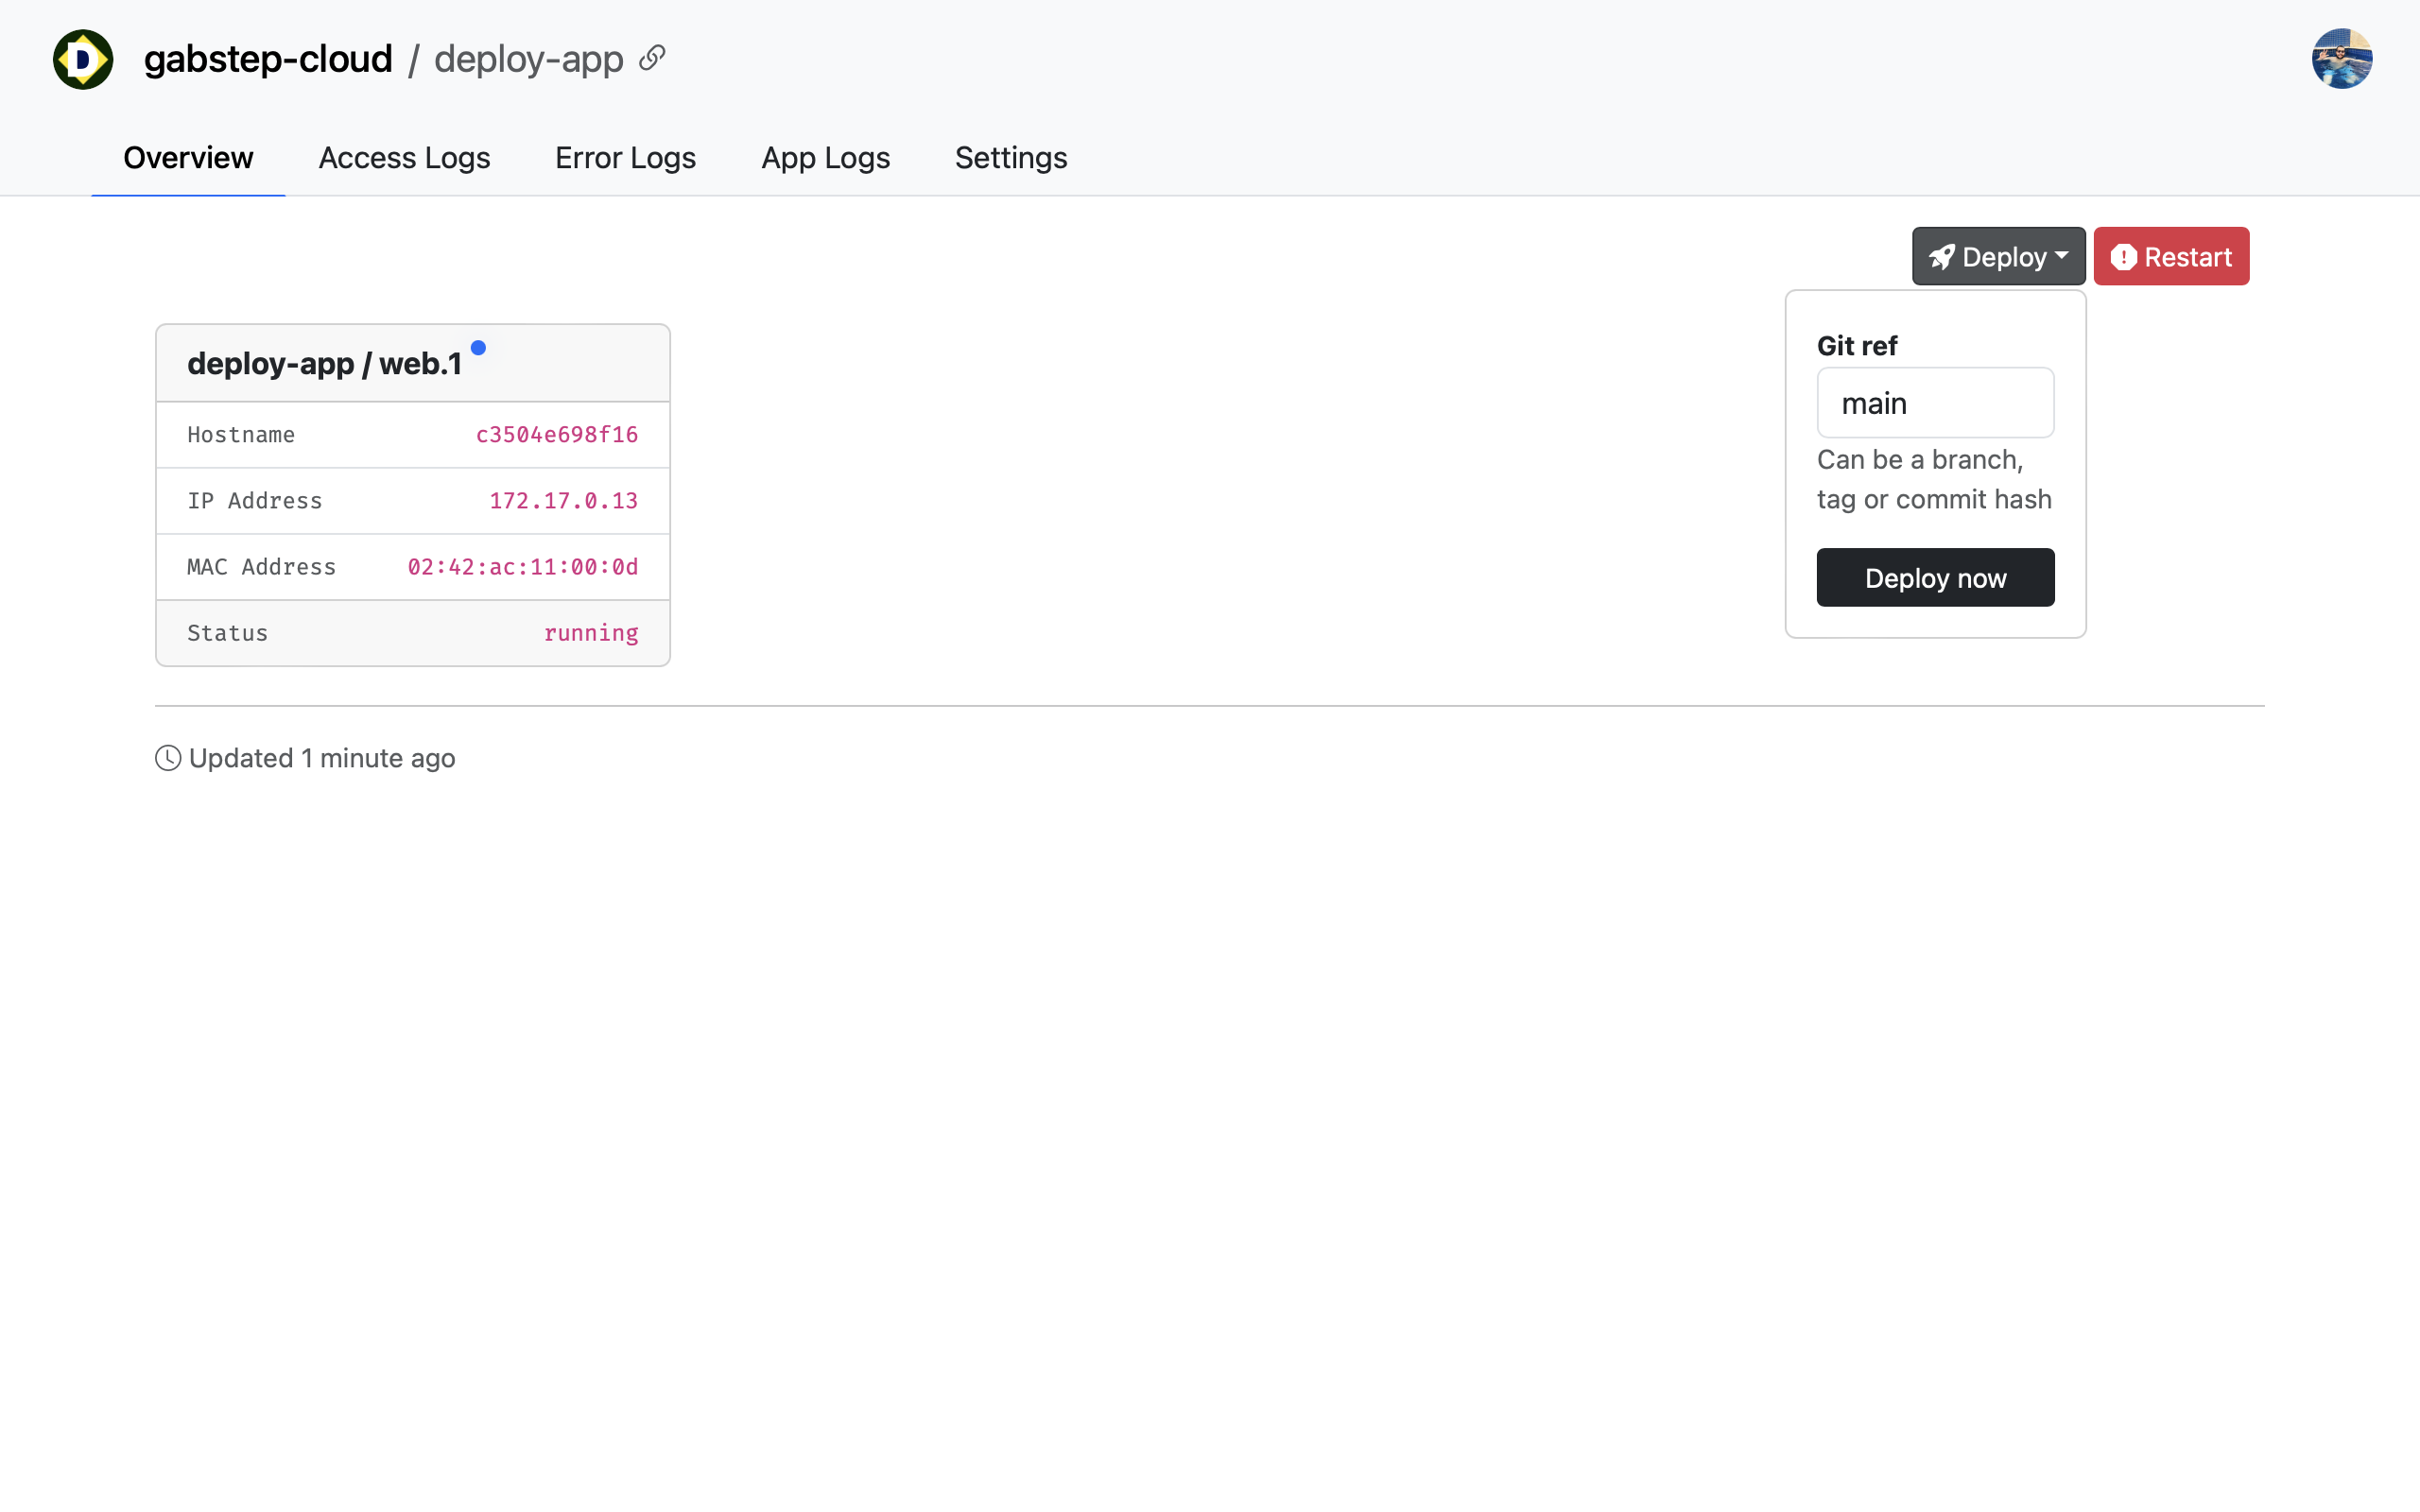 D
gabstep-cloud / deploy-app
Overview Access Logs Error Logs App Logs Settings
Deploy Restart
deploy-app / web.1
Hostname c3504e698f16
IP Address 172.17.0.13
MAC Address 02:42:ac:11:00:0d
Status running
Git ref
main
Can be a branch,
tag or commit hash
Deploy now
Updated 1 minute ago